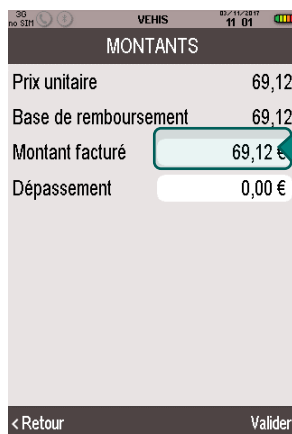 3G no SIM VEHIS 03/11/2017 11 01
MONTANTS
Prix unitaire 69,12
Base de remboursement 69,12
Montant facturé 69,12 €
Dépassement 0,00 €
< Retour Valider